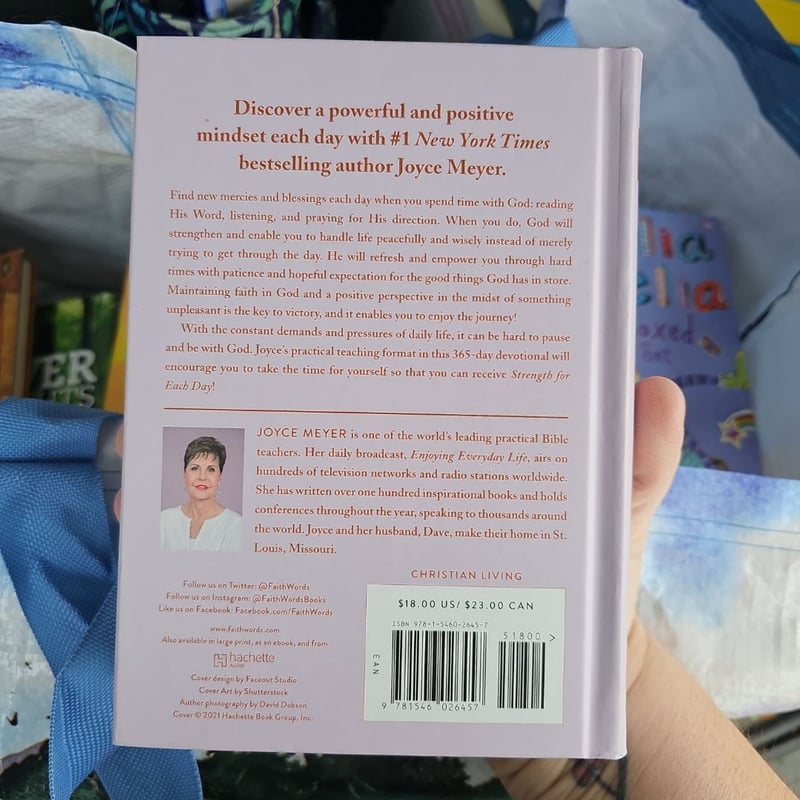 Discover a powerful and positive
mindset each day with #1 New York Times
bestselling author Joyce Meyer.
Find new mercies and blessings each day when you spend time with God: reading
His Word, listening, and praying for His direction. When you do, God will
strengthen and enable you to handle life peacefully and wisely instead of merely
trying to get through the day. He will refresh and empower you through hard
times with patience and hopeful expectation for the good things God has in store.
Maintaining faith in God and a positive perspective in the midst of something
unpleasant is the key to victory, and it enables you to enjoy the journey!
With the constant demands and pressures of daily life, it can be hard to pause
and be with God. Joyce's practical teaching format in this 365-day devotional will
encourage you to take the time for yourself so that you can receive Strength for
Each Day!
JOYCE MEYER is one of the world's leading practical Bible
teachers. Her daily broadcast, Enjoying Everyday Life, airs on
hundreds of television networks and radio stations worldwide.
She has written over one hundred inspirational books and holds
conferences throughout the year, speaking to thousands around
the world. Joyce and her husband, Dave, make their home in St.
Louis, Missouri.
Follow us on Twitter: @FaithWords
Follow us on Instagram: @FaithWordsBooks
Like us on Facebook: Facebook.com/FaithWords
www.faithwords.com
Also available in large print, as an ebook, and from
hachette
AUDIO
Cover design by Faceout Studio
Cover Art by Shutterstock
Author photography by David Dobson
Cover © 2021 Hachette Book Group, Inc.
CHRISTIAN LIVING
$18.00 US/ $23.00 CAN
ISBN 978-1-5460-2645-7
51800 >
EAN
9 781546 026457
VER
ITS
lia
elia
oxed
Set